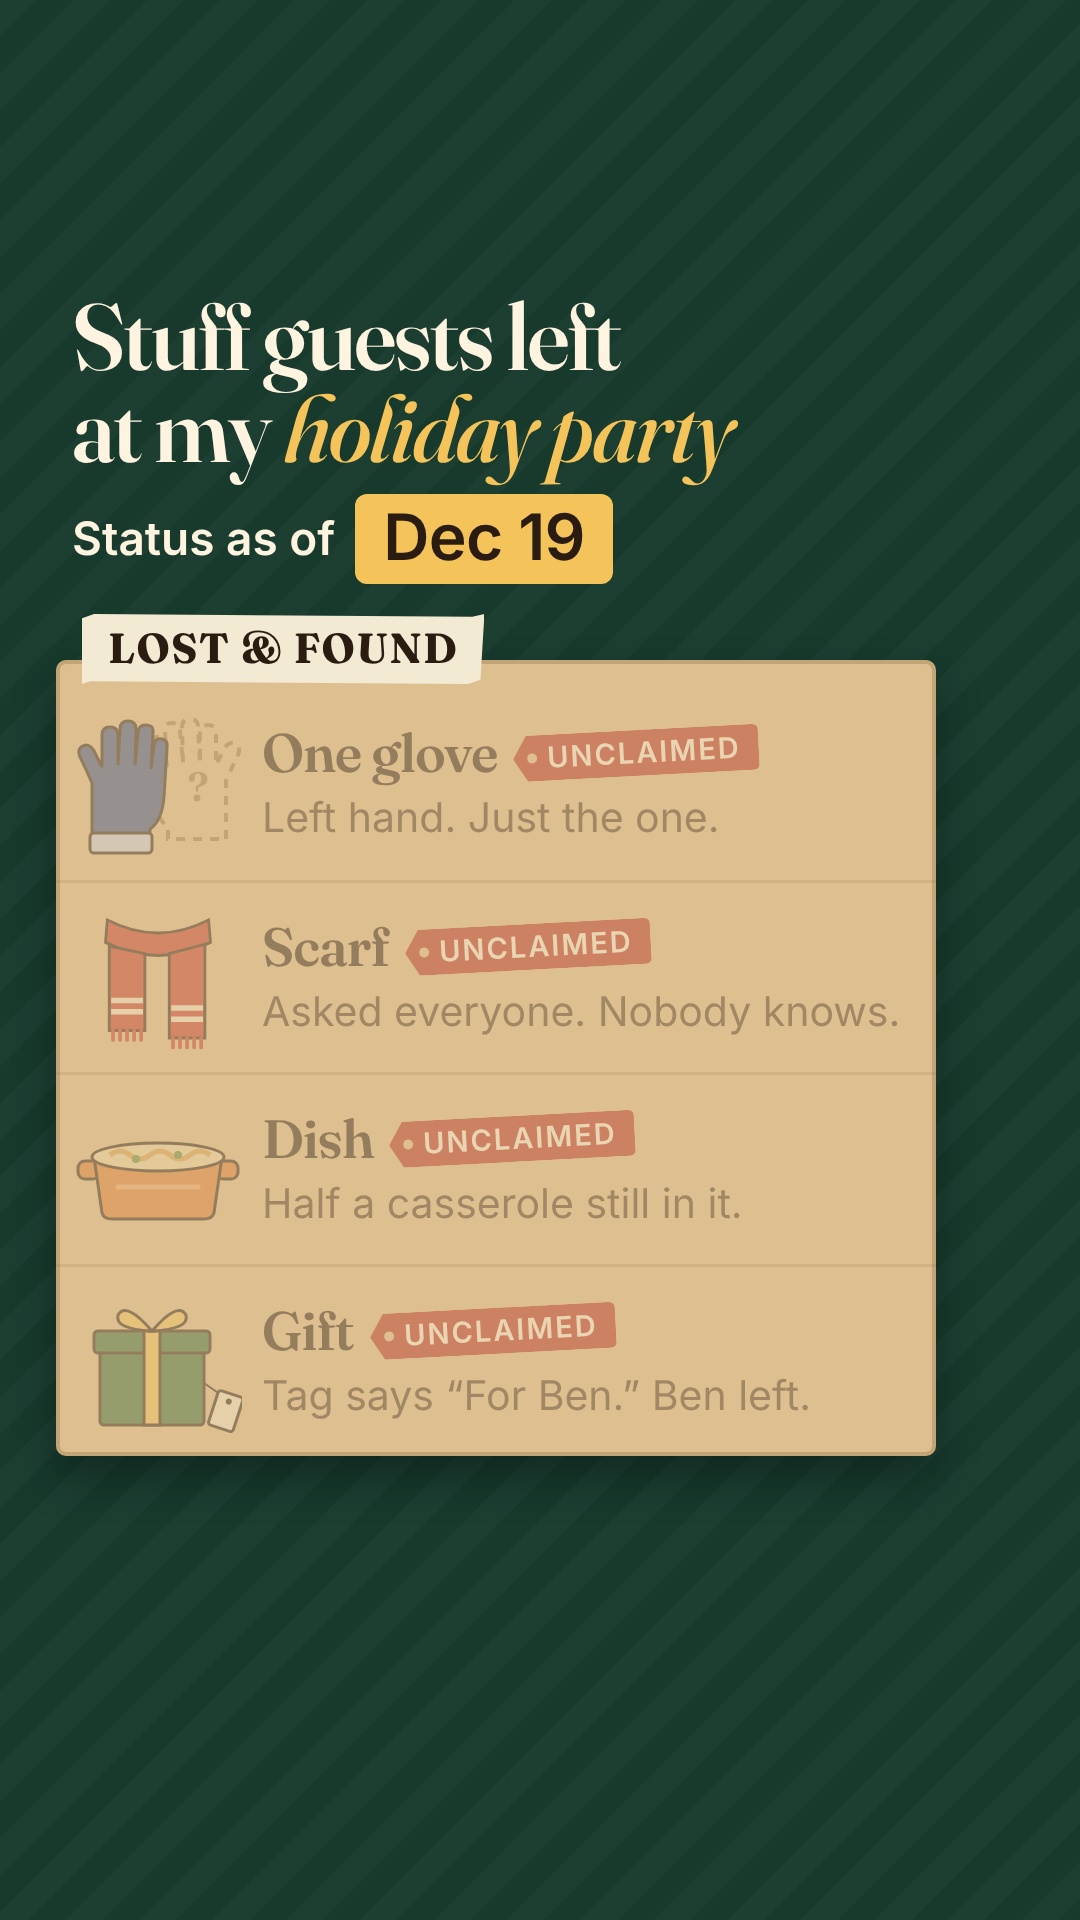 Stuff guests left
at my holiday party
Status as of Dec 19
LOST & FOUND
?
One glove UNCLAIMED
Left hand. Just the one.
Scarf UNCLAIMED
Asked everyone. Nobody knows.
Dish UNCLAIMED
Half a casserole still in it.
Gift UNCLAIMED
Tag says “For Ben.” Ben left.